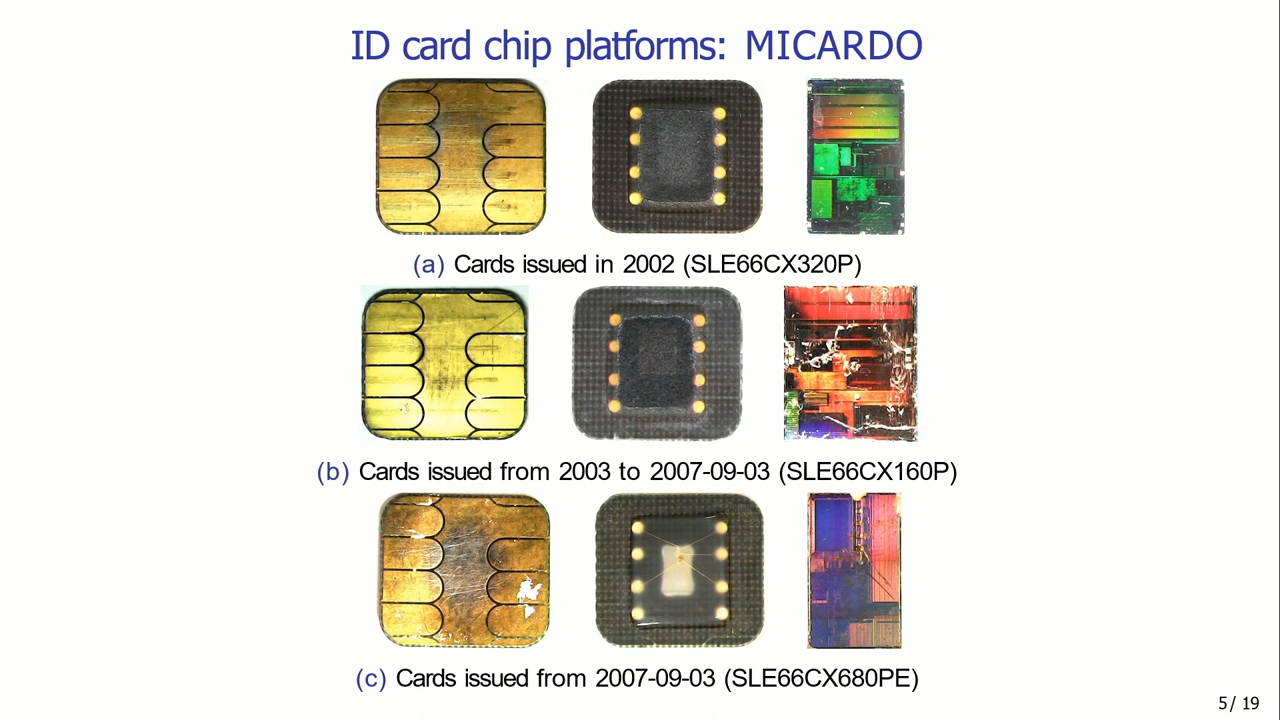 ID card chip platforms: MICARDO
(a) Cards issued in 2002 (SLE66CX320P)
(b) Cards issued from 2003 to 2007-09-03 (SLE66CX160P)
(c) Cards issued from 2007-09-03 (SLE66CX680PE)
5/ 19